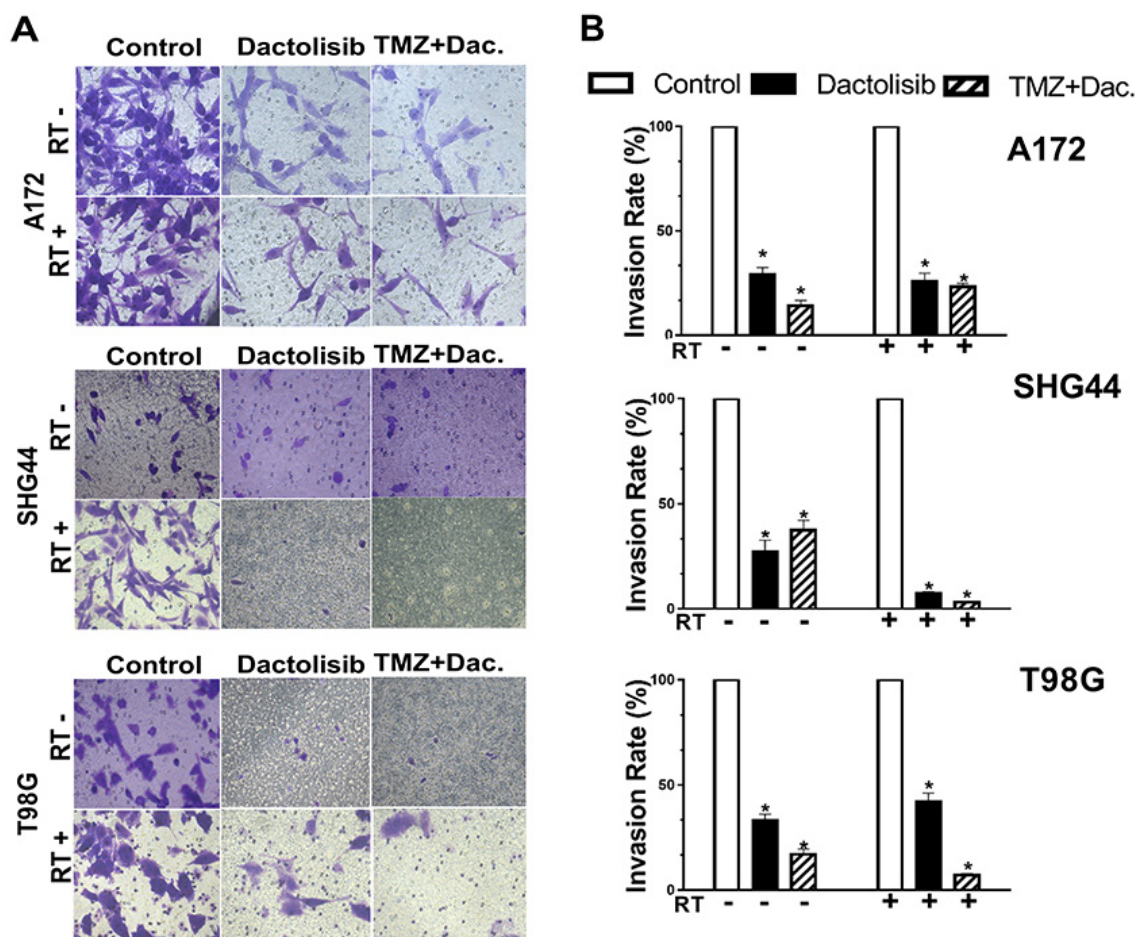 A
Control Dactolisib TMZ+Dac.
A172
RT -
RT +
Control Dactolisib TMZ+Dac.
SHG44
RT -
RT +
Control Dactolisib TMZ+Dac.
T98G
RT -
RT +
B
Control Dactolisib TMZ+Dac.
A172
Invasion Rate (%)
100
50
0
* * * *
RT - - - + + +
SHG44
Invasion Rate (%)
100
50
0
* * * *
RT - - - + + +
T98G
Invasion Rate (%)
100
50
0
* * * *
RT - - - + + +